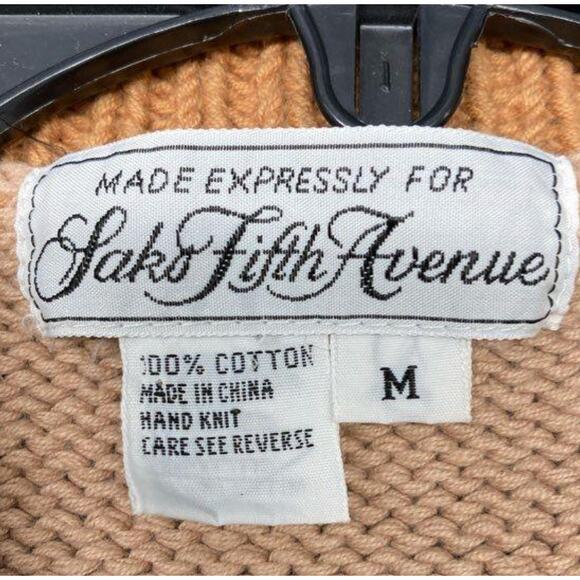 MADE EXPRESSLY FOR
Saks Fifth Avenue
100% COTTON
MADE IN CHINA
HAND KNIT
CARE SEE REVERSE
M